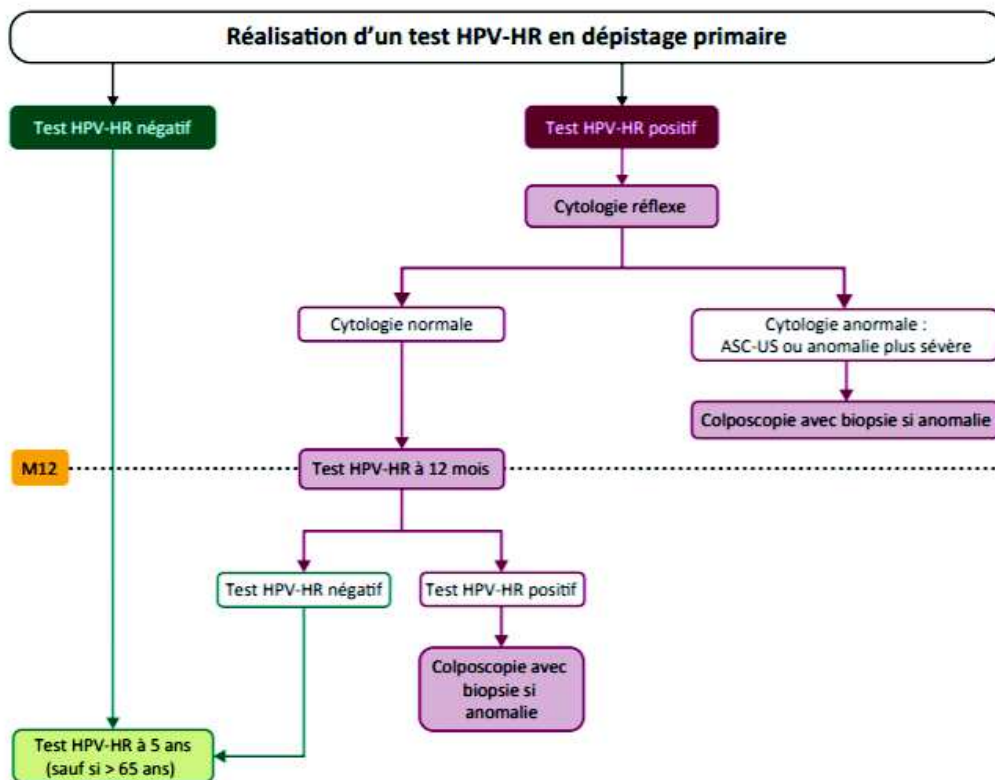 Réalisation d'un test HPV-HR en dépistage primaire
Test HPV-HR négatif
Test HPV-HR positif
Cytologie réflexe
Cytologie normale
Cytologie anormale :
ASC-US ou anomalie plus sévère
Colposcopie avec biopsie si anomalie
M12
Test HPV-HR à 12 mois
Test HPV-HR négatif
Test HPV-HR positif
Colposcopie avec
biopsie si
anomalie
Test HPV-HR à 5 ans
(sauf si > 65 ans)